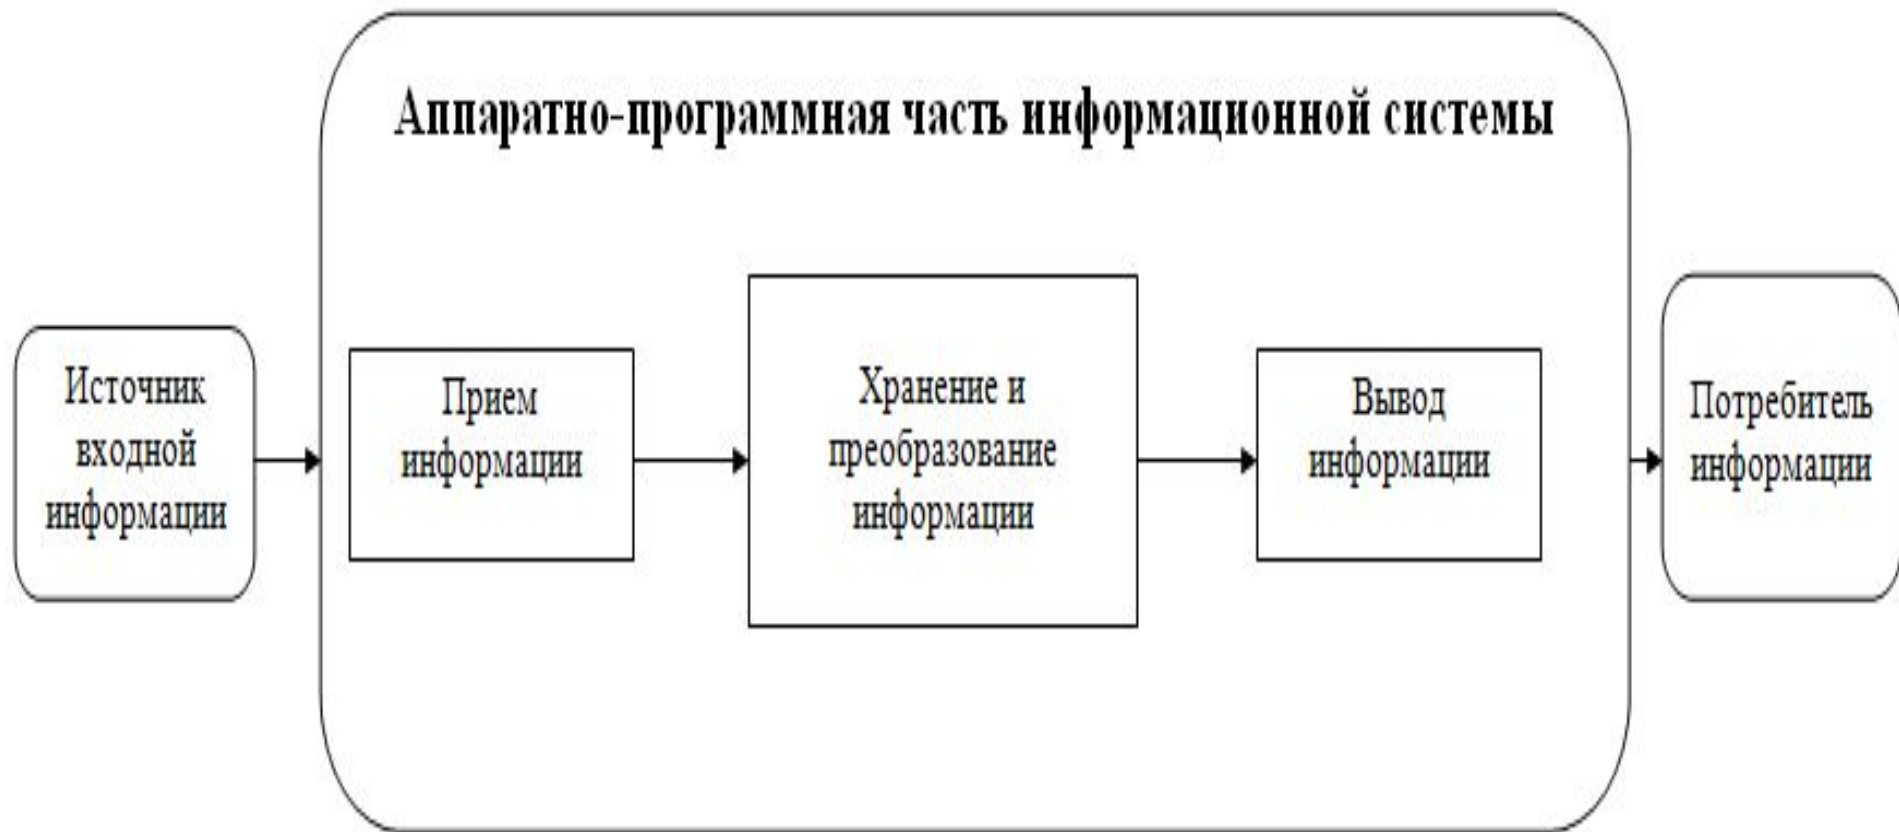 Аппаратно-программная часть информационной системы
Источник
входной
информации
Прием
информации
Хранение и
преобразование
информации
Вывод
информации
Потребитель
информации